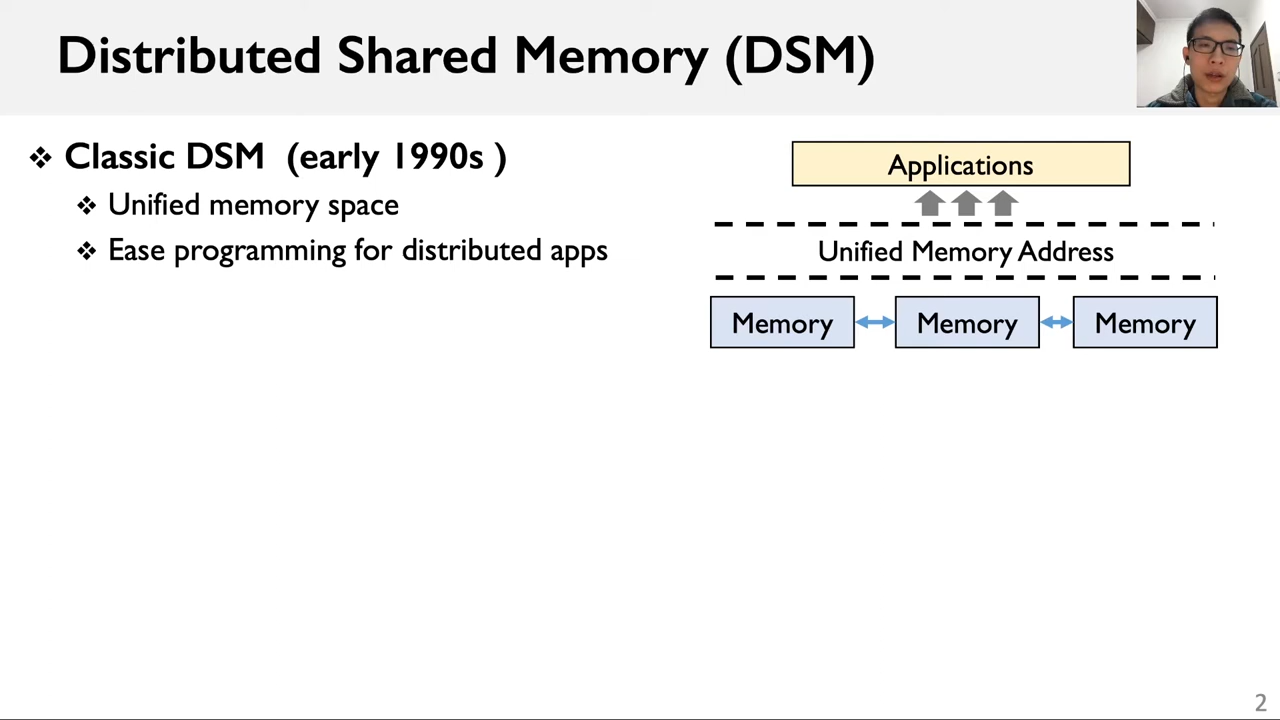 Distributed Shared Memory (DSM)
❖ Classic DSM (early 1990s )
❖ Unified memory space
❖ Ease programming for distributed apps
Applications
Unified Memory Address
Memory Memory Memory
2